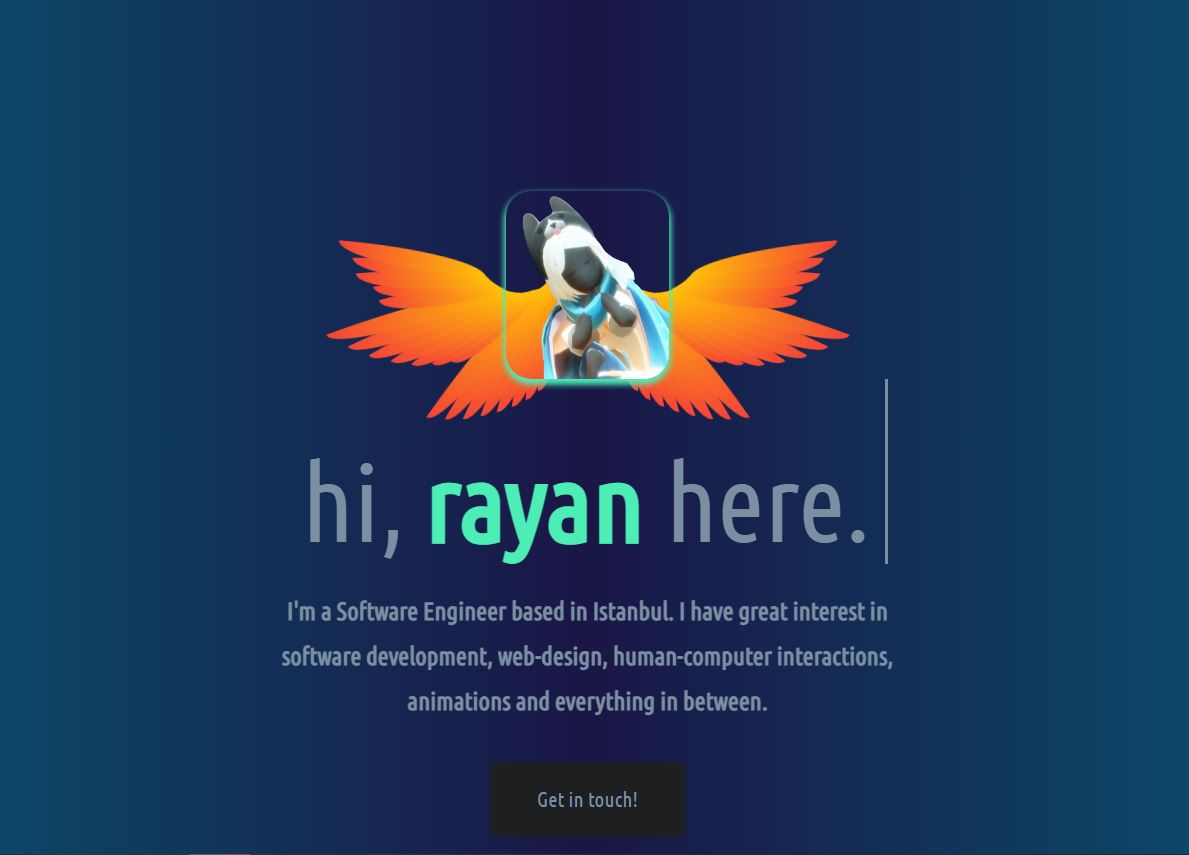 hi, rayan here.
I'm a Software Engineer based in Istanbul. I have great interest in
software development, web-design, human-computer interactions,
animations and everything in between.
Get in touch!